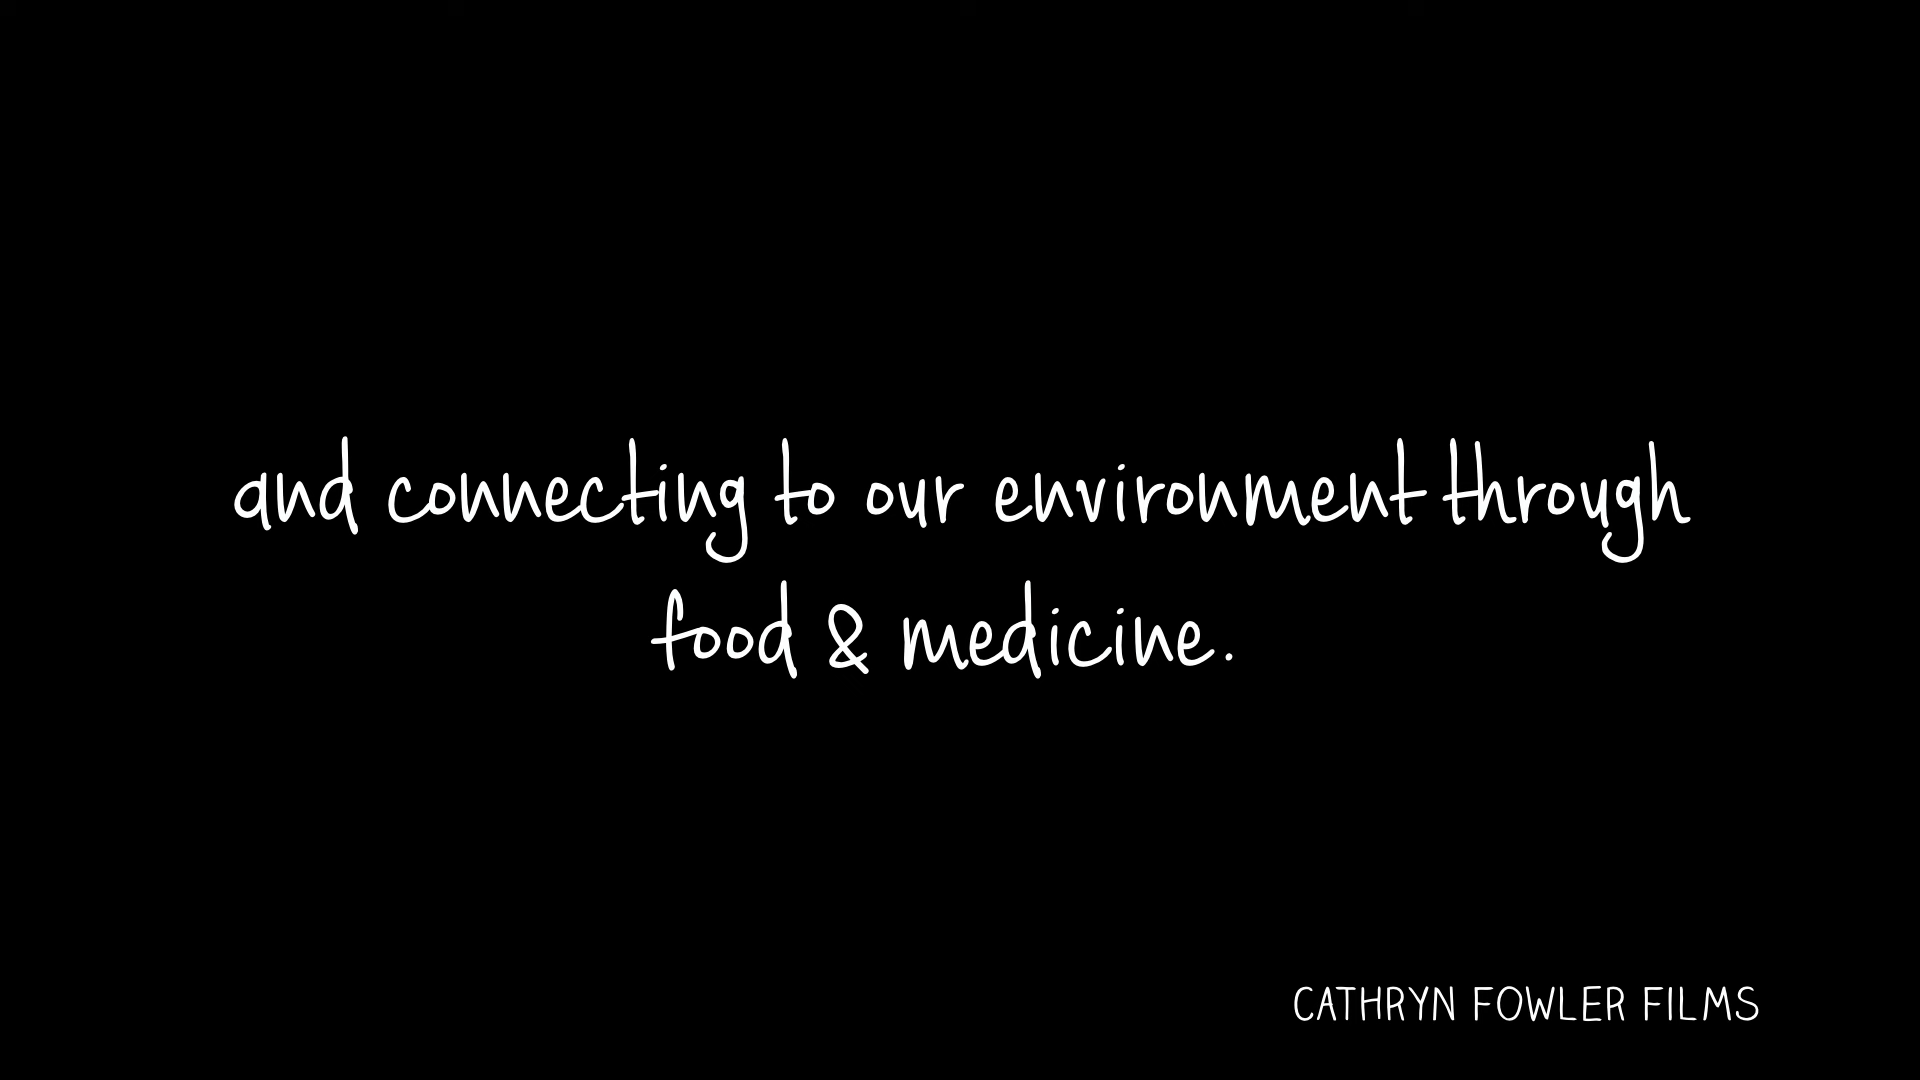 and connecting to our environment through
food & medicine.
CATHRYN FOWLER FILMS